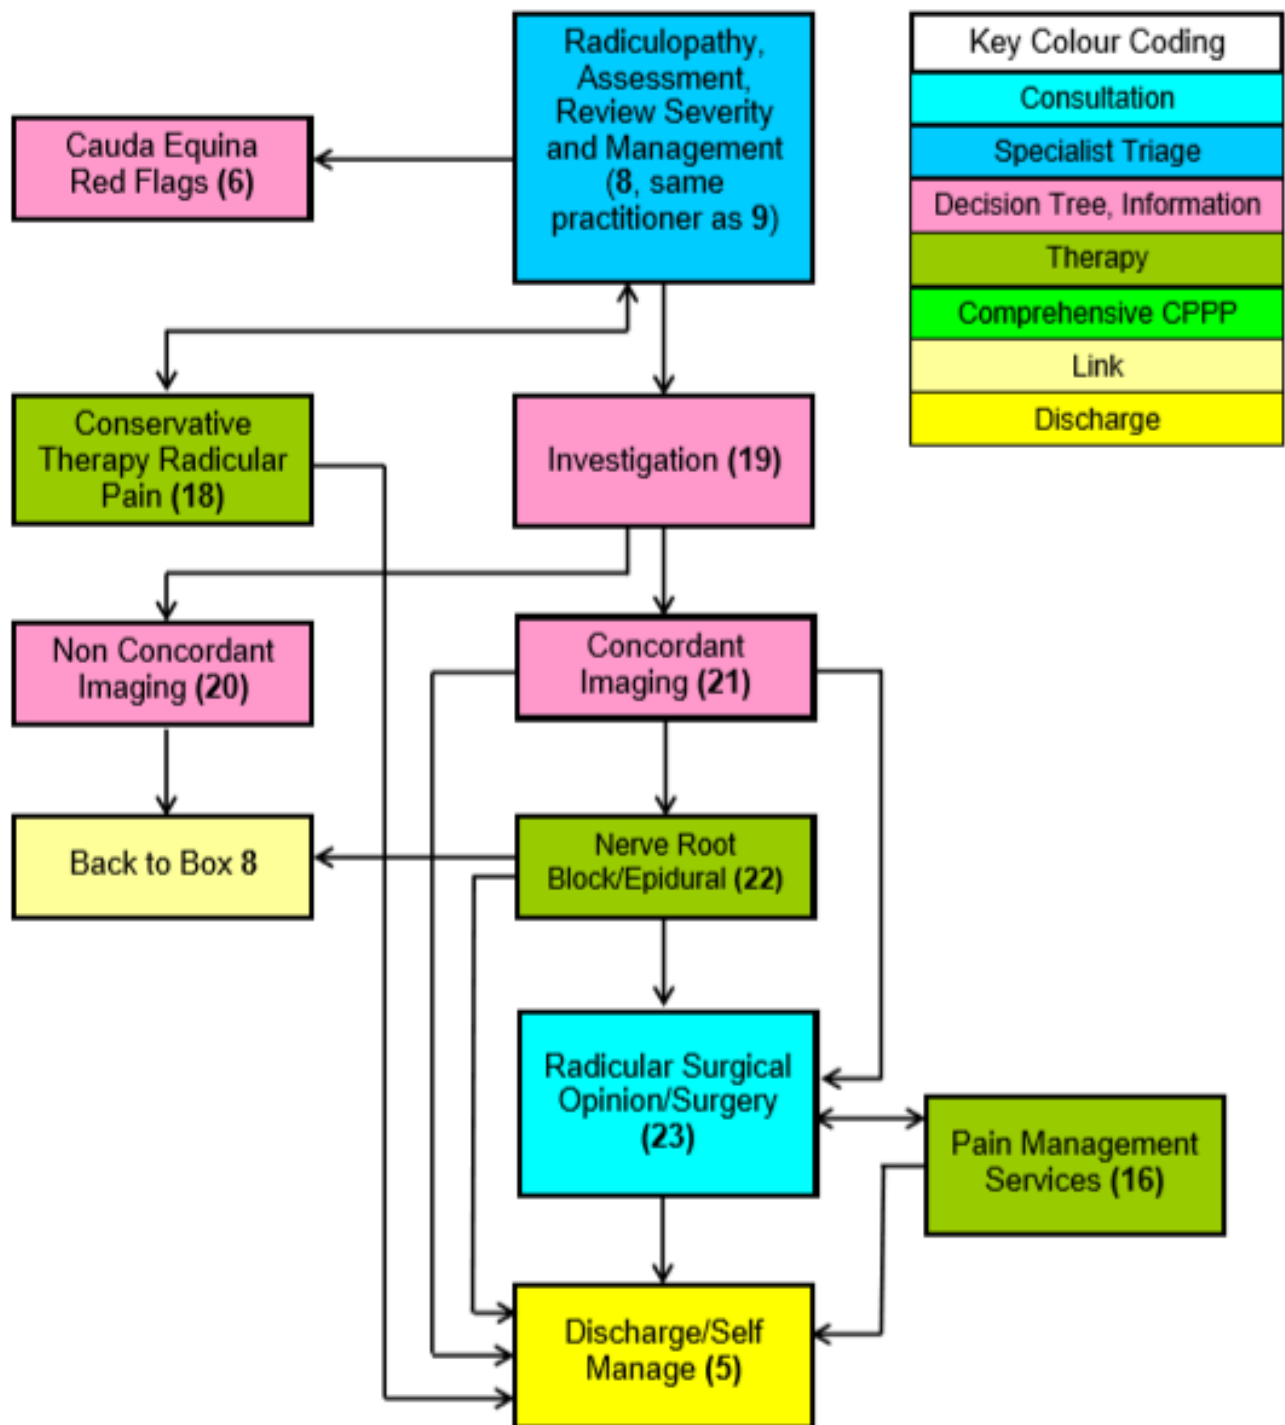 Radiculopathy,
Assessment,
Review Severity
and Management
(8, same
practitioner as 9)
Key Colour Coding
Consultation
Specialist Triage
Decision Tree, Information
Therapy
Comprehensive CPPP
Link
Discharge
Cauda Equina
Red Flags (6)
Conservative
Therapy Radicular
Pain (18)
Investigation (19)
Non Concordant
Imaging (20)
Concordant
Imaging (21)
Back to Box 8
Nerve Root
Block/Epidural (22)
Radicular Surgical
Opinion/Surgery
(23)
Pain Management
Services (16)
Discharge/Self
Manage (5)